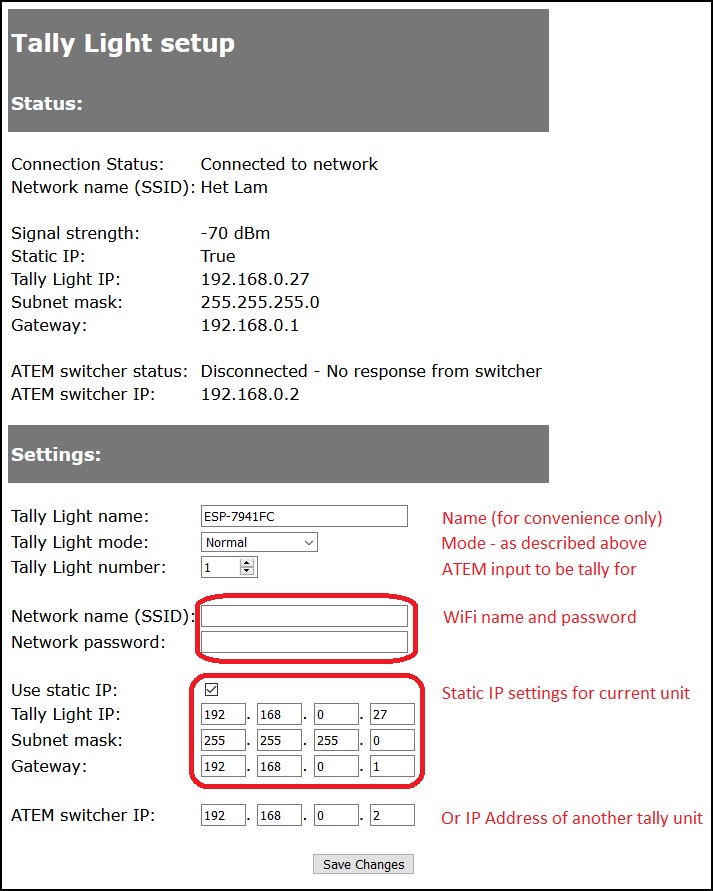 Tally Light setup
Status:
Connection Status: Connected to network
Network name (SSID): Het Lam
Signal strength: -70 dBm
Static IP: True
Tally Light IP: 192.168.0.27
Subnet mask: 255.255.255.0
Gateway: 192.168.0.1
ATEM switcher status: Disconnected - No response from switcher
ATEM switcher IP: 192.168.0.2
Settings:
Tally Light name: ESP-7941FC Name (for convenience only)
Tally Light mode: Normal Mode - as described above
Tally Light number: 1 ATEM input to be tally for
Network name (SSID): WiFi name and password
Network password:
Use static IP: Static IP settings for current unit
Tally Light IP: 192 . 168 . 0 . 27
Subnet mask: 255 . 255 . 255 . 0
Gateway: 192 . 168 . 0 . 1
ATEM switcher IP: 192 . 168 . 0 . 2 Or IP Address of another tally unit
Save Changes